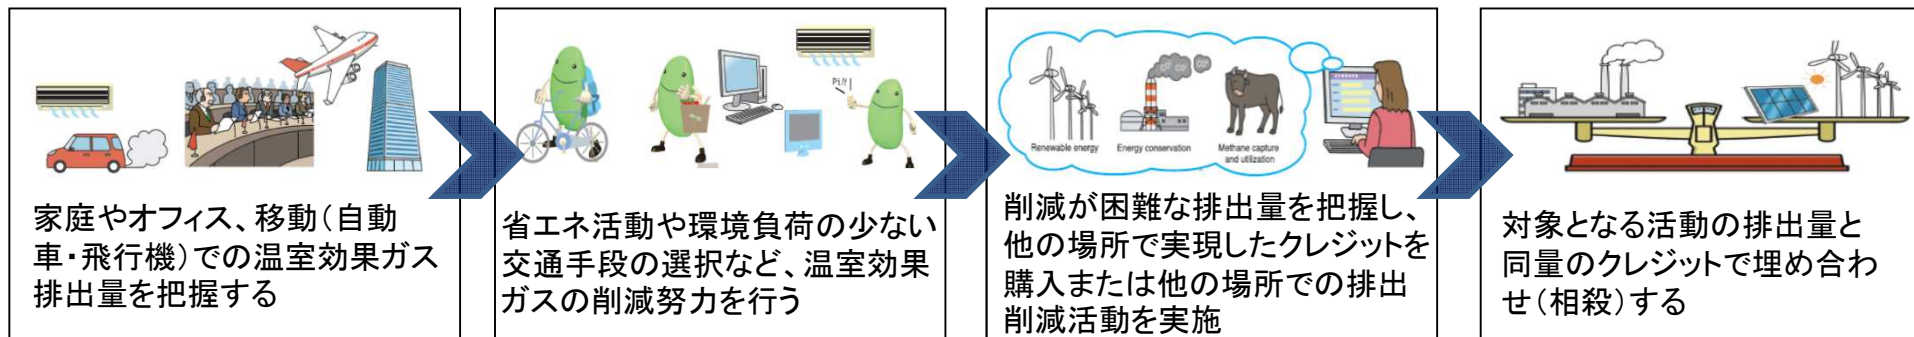 家庭やオフィス、移動（自動
車・飛行機）での温室効果ガス
排出量を把握する
Pi!!
省エネ活動や環境負荷の少ない
交通手段の選択など、温室効果
ガスの削減努力を行う
CO²
CO²
Renewable energy
Energy conservation
Methane capture
and utilization
削減が困難な排出量を把握し、
他の場所で実現したクレジットを
購入または他の場所での排出
削減活動を実施
対象となる活動の排出量と
同量のクレジットで埋め合わ
せ（相殺）する